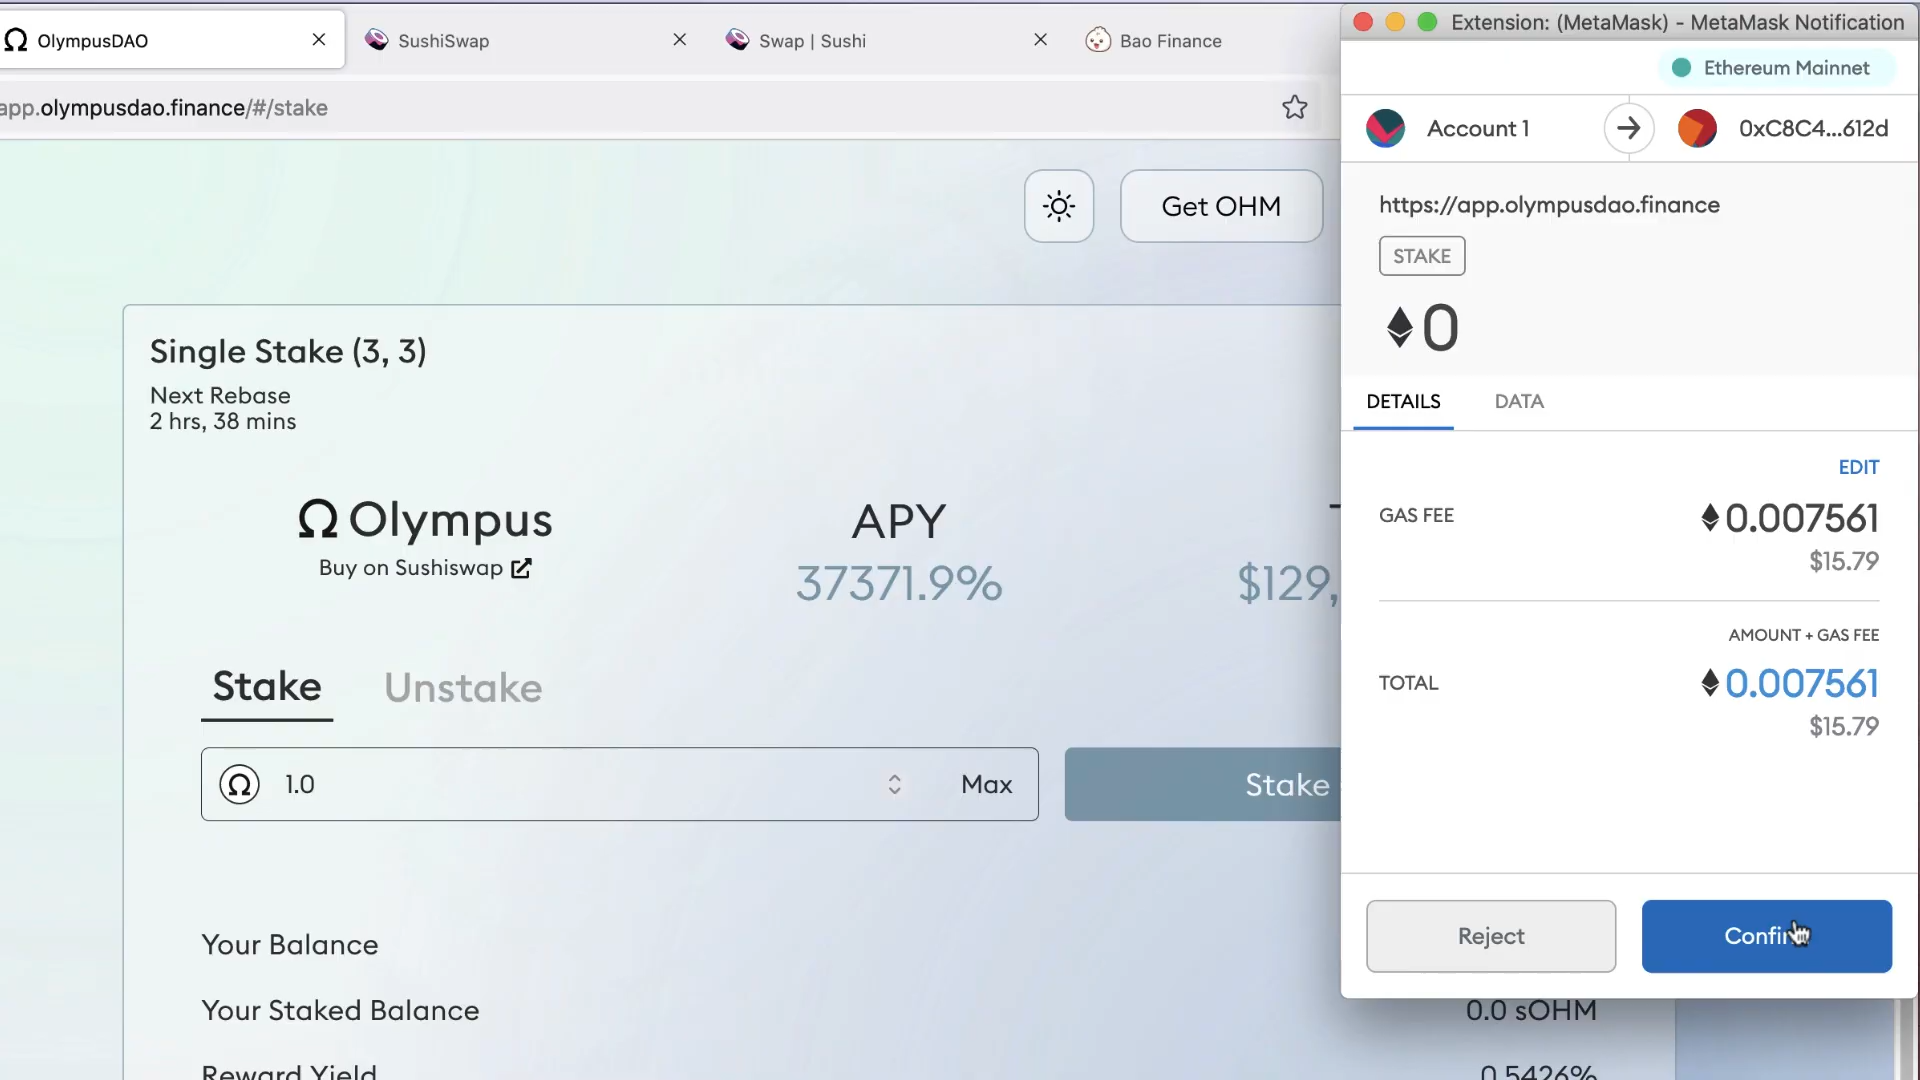 OlympusDAO
SushiSwap
Swap | Sushi
Bao Finance
app.olympusdao.finance/#/stake
Get OHM
Single Stake (3, 3)
Next Rebase
2 hrs, 38 mins
Olympus
Buy on Sushiswap
APY
37371.9%
$129,
Stake
Unstake
1.0
Max
Stake
Your Balance
Your Staked Balance
0.0 sOHM
Reward Yield
0.5426%
Extension: (MetaMask) - MetaMask Notification
Ethereum Mainnet
Account 1
0xC8C4...612d
https://app.olympusdao.finance
STAKE
0
DETAILS
DATA
EDIT
GAS FEE
0.007561
$15.79
AMOUNT + GAS FEE
TOTAL
0.007561
$15.79
Reject
Confirm